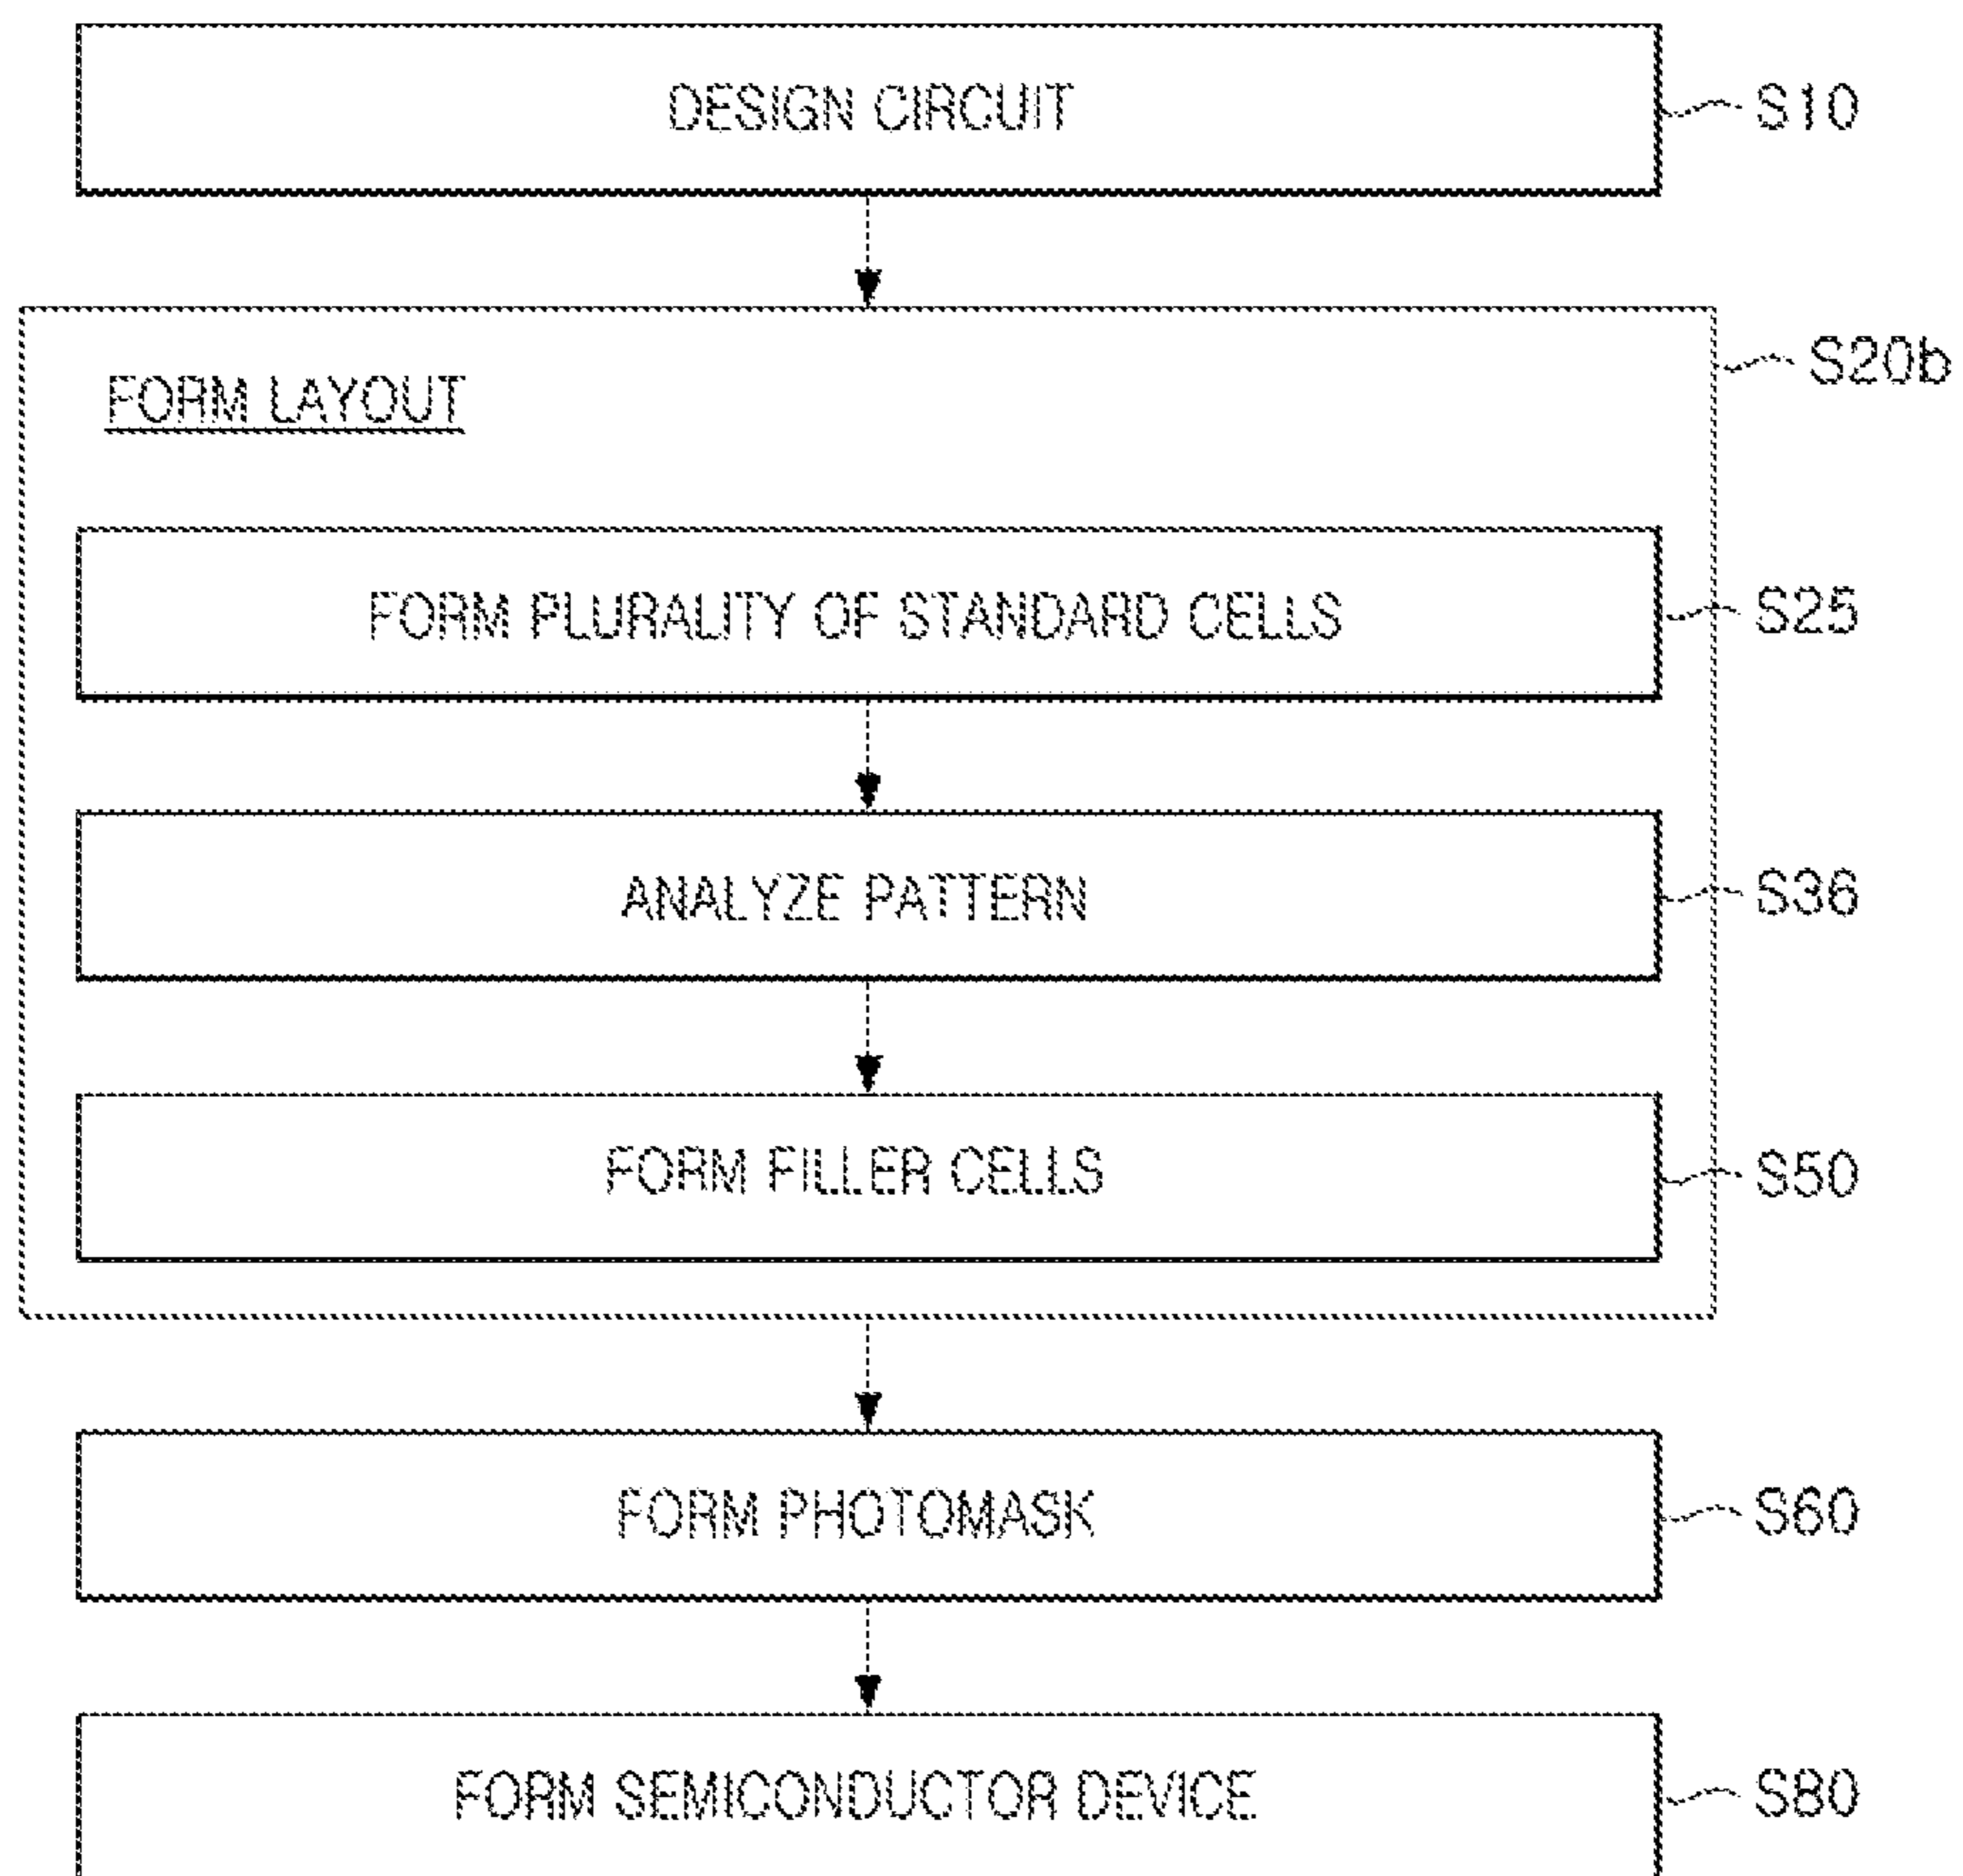 DESIGN CIRCUIT
S10
S20b
FORM LAYOUT
FORM PLURALITY OF STANDARD CELLS
S25
ANALYZE PATTERN
S36
FORM FILLER CELLS
S50
FORM PHOTOMASK
S60
FORM SEMICONDUCTOR DEVICE
S80